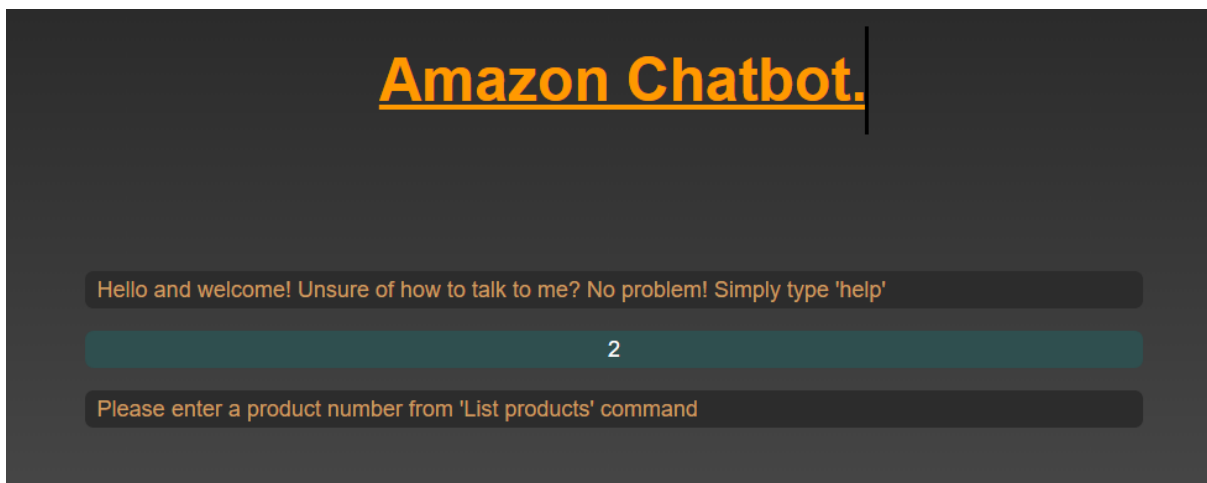 Amazon Chatbot.
Hello and welcome! Unsure of how to talk to me? No problem! Simply type 'help'
2
Please enter a product number from 'List products' command